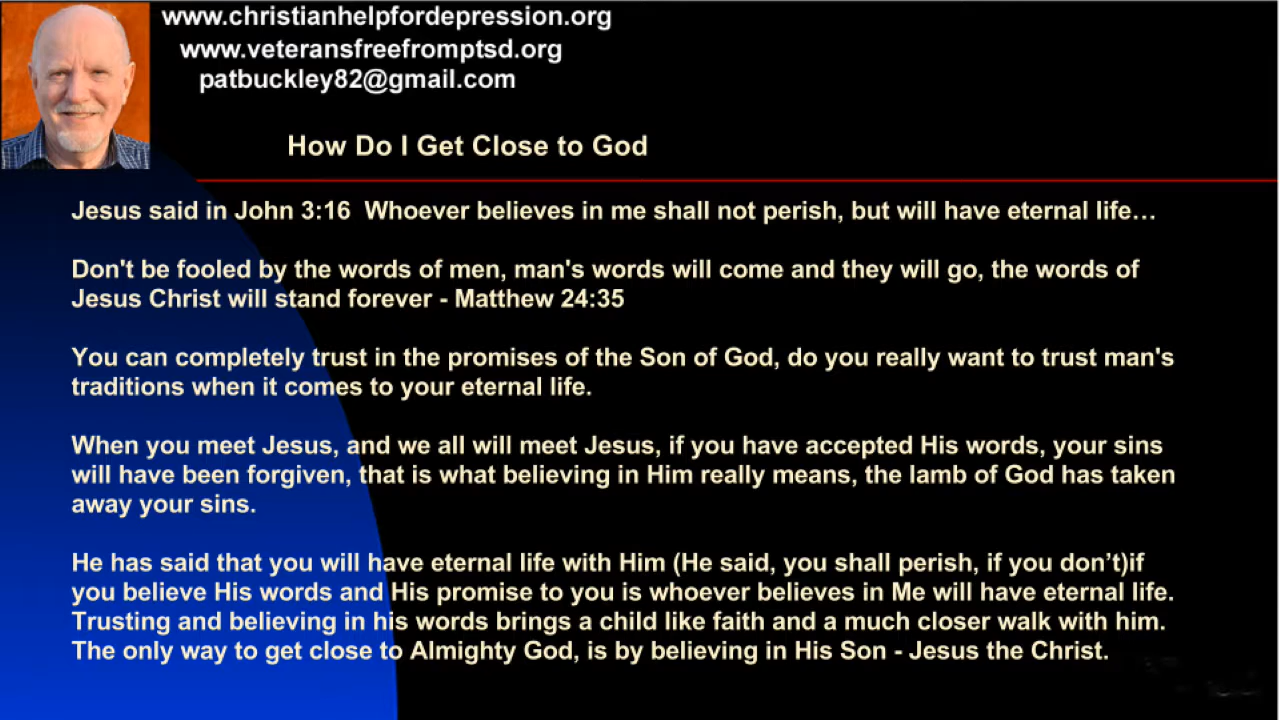 www.christianhelpfordepression.org
www.veteransfreefromptsd.org
patbuckley82@gmail.com
How Do I Get Close to God
Jesus said in John 3:16  Whoever believes in me shall not perish, but will have eternal life…
Don't be fooled by the words of men, man's words will come and they will go, the words of
Jesus Christ will stand forever - Matthew 24:35
You can completely trust in the promises of the Son of God, do you really want to trust man's
traditions when it comes to your eternal life.
When you meet Jesus, and we all will meet Jesus, if you have accepted His words, your sins
will have been forgiven, that is what believing in Him really means, the lamb of God has taken
away your sins.
He has said that you will have eternal life with Him (He said, you shall perish, if you don’t)if
you believe His words and His promise to you is whoever believes in Me will have eternal life.
Trusting and believing in his words brings a child like faith and a much closer walk with him.
The only way to get close to Almighty God, is by believing in His Son - Jesus the Christ.